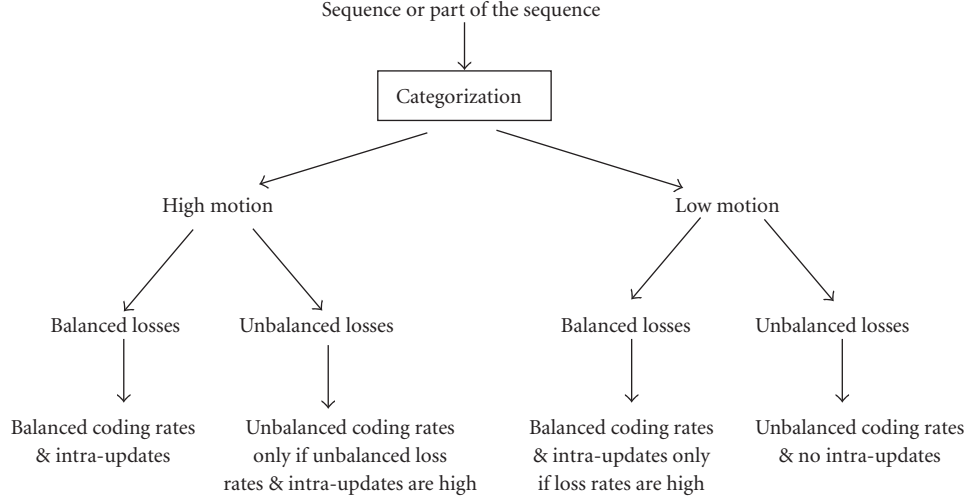 Sequence or part of the sequence
Categorization
High motion
Low motion
Balanced losses
Unbalanced losses
Balanced losses
Unbalanced losses
Balanced coding rates
& intra-updates
Unbalanced coding rates
only if unbalanced loss
rates & intra-updates are high
Balanced coding rates
& intra-updates only
if loss rates are high
Unbalanced coding rates
& no intra-updates